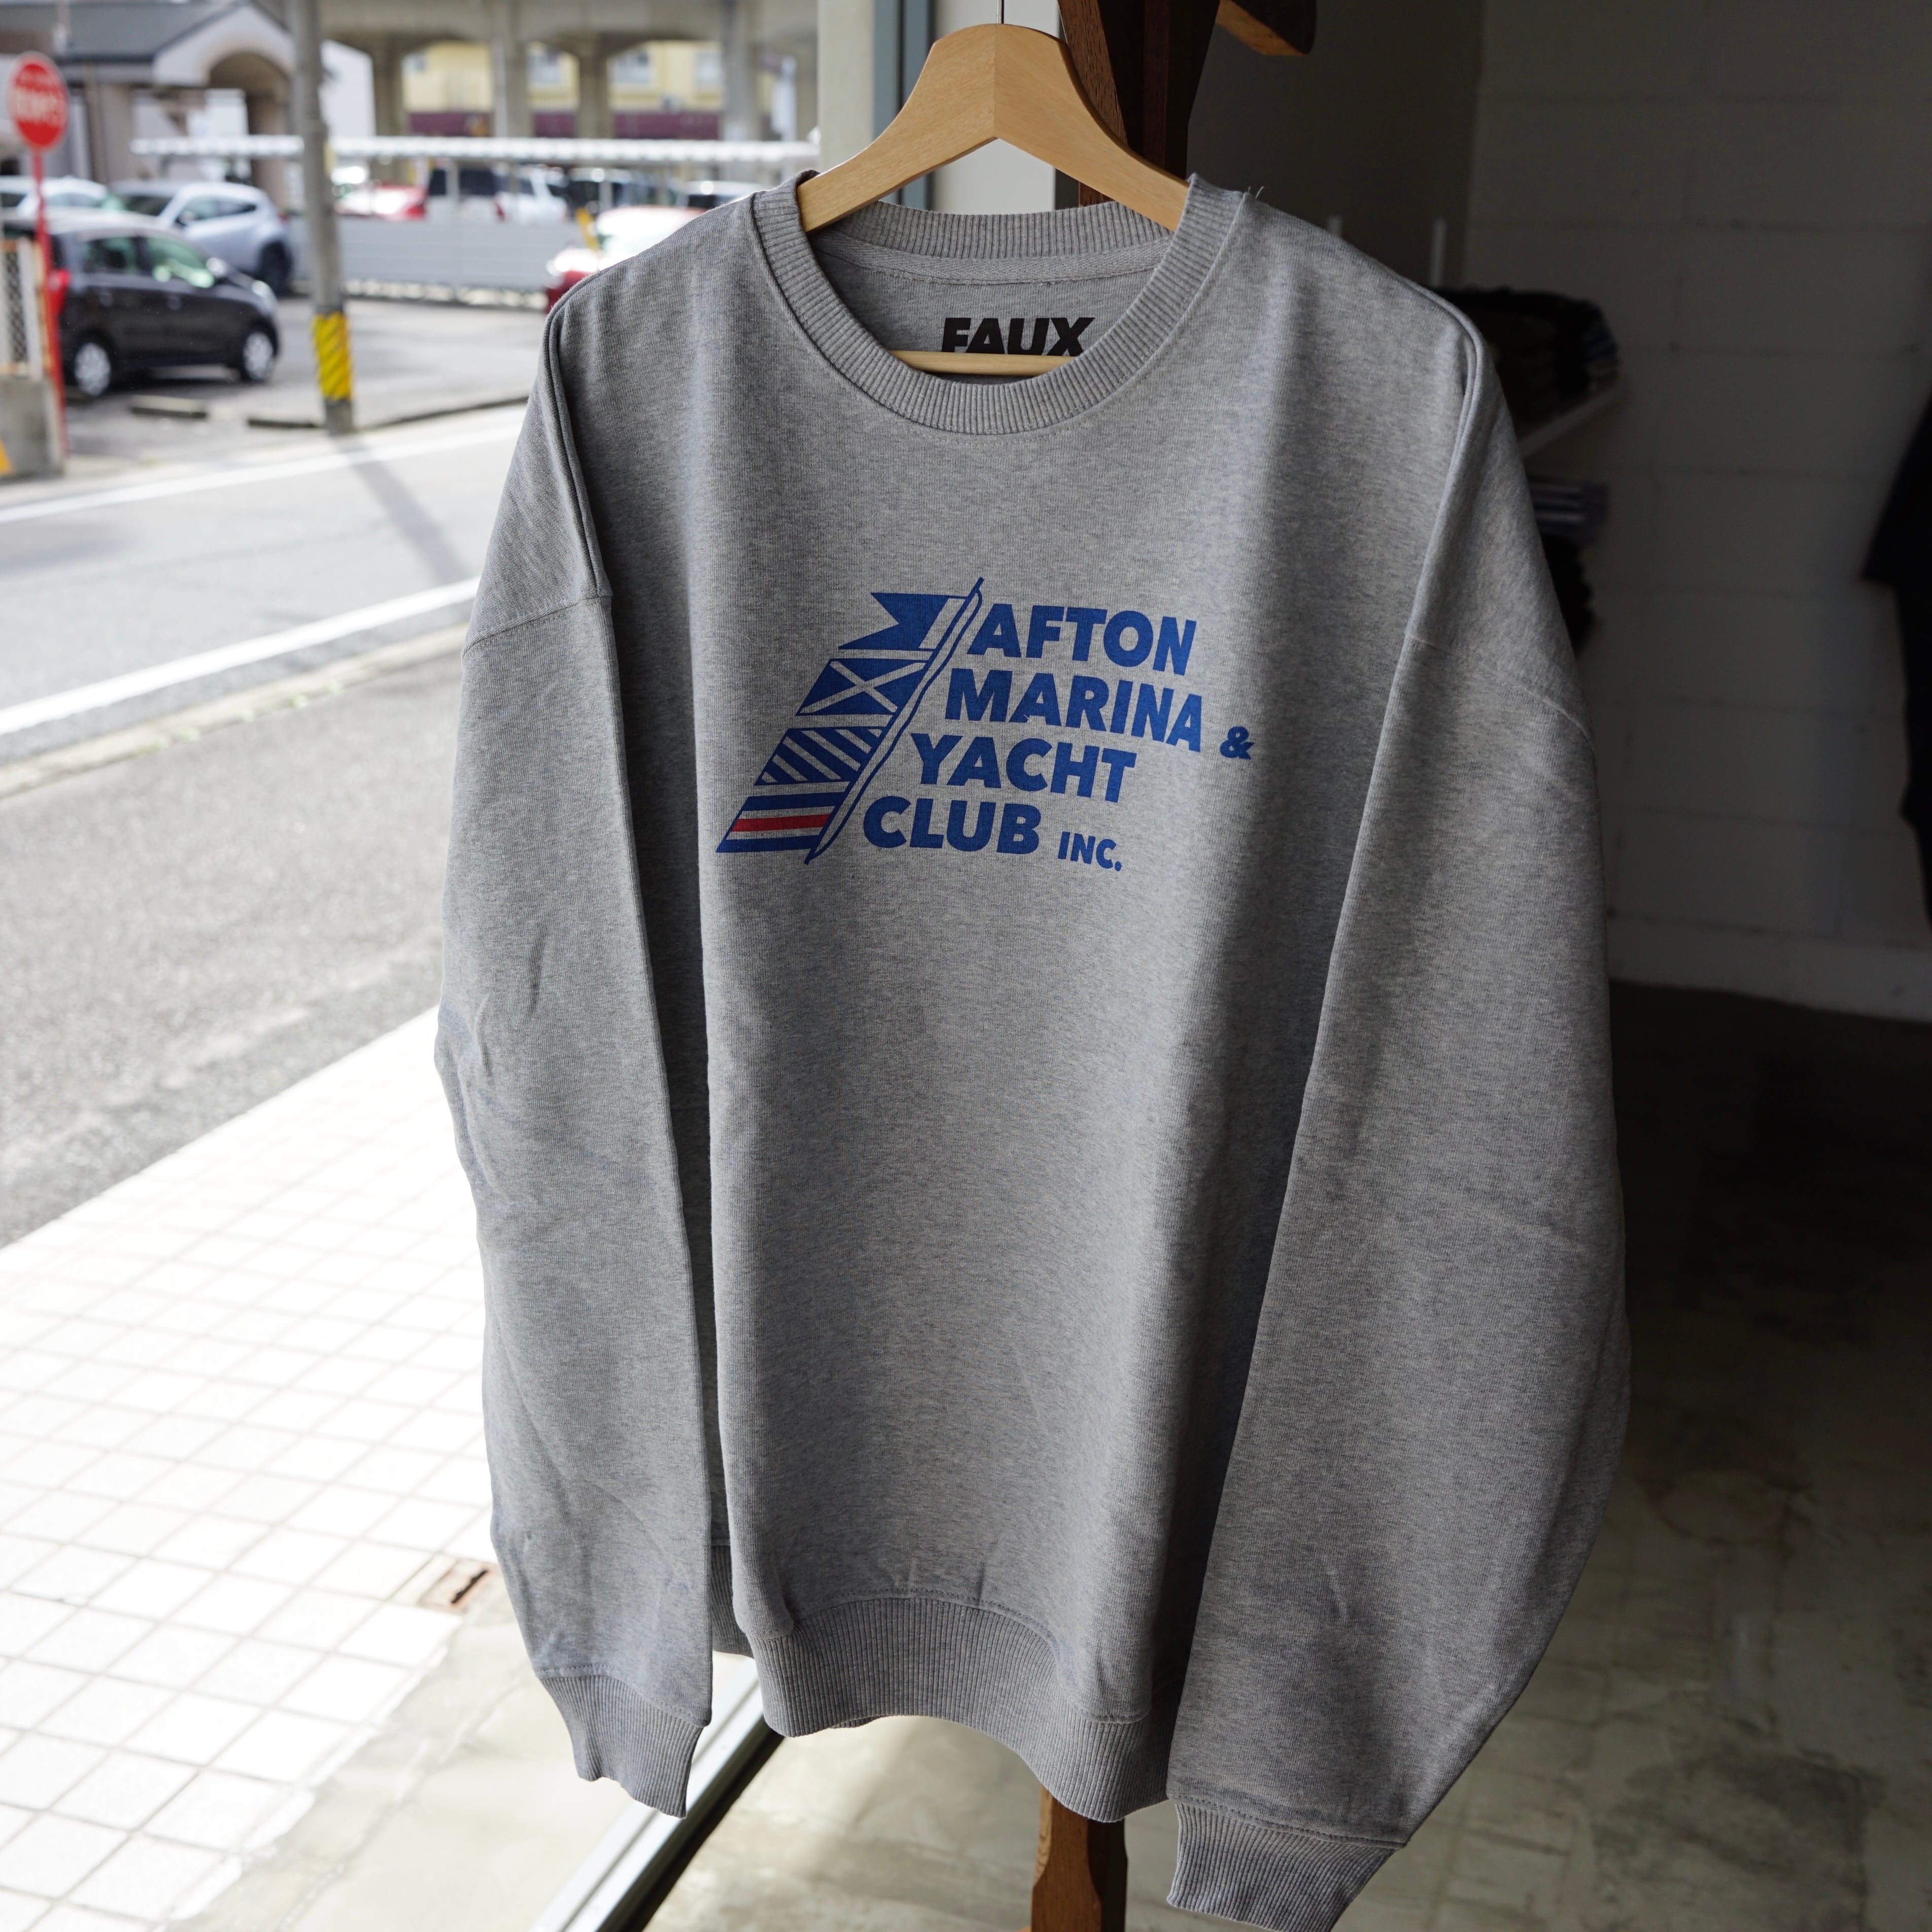 FAUX
AFTON
MARINA &
YACHT
CLUB INC.